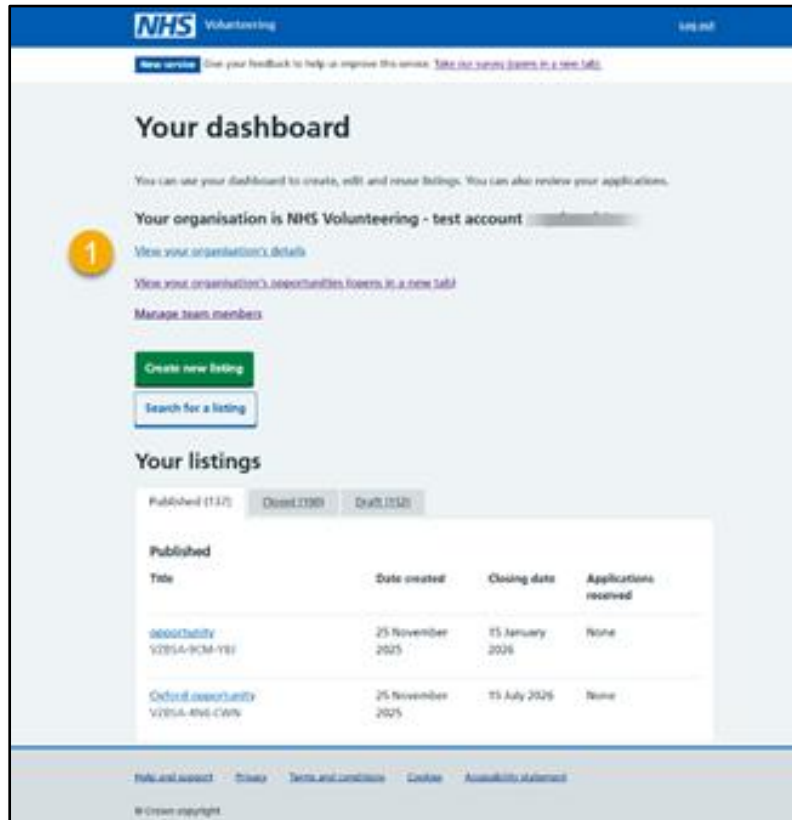 NHS Volunteering
Log out
New service Give your feedback to help us improve this service. Take our survey (opens in a new tab).
Your dashboard
You can use your dashboard to create, edit and reuse listings. You can also review your applications.
Your organisation is NHS Volunteering - test account
1
View your organisation's details
View your organisation's opportunities (opens in a new tab)
Manage team members
Create new listing
Search for a listing
Your listings
Published (137) Closed Draft
Published
Title Date created Closing date Applications received
opportunity 25 November 2025 15 January 2026 None
Oxford opportunity 25 November 2025 15 July 2026 None
Help and support Privacy Terms and conditions Cookies Accessibility statement
© Crown copyright